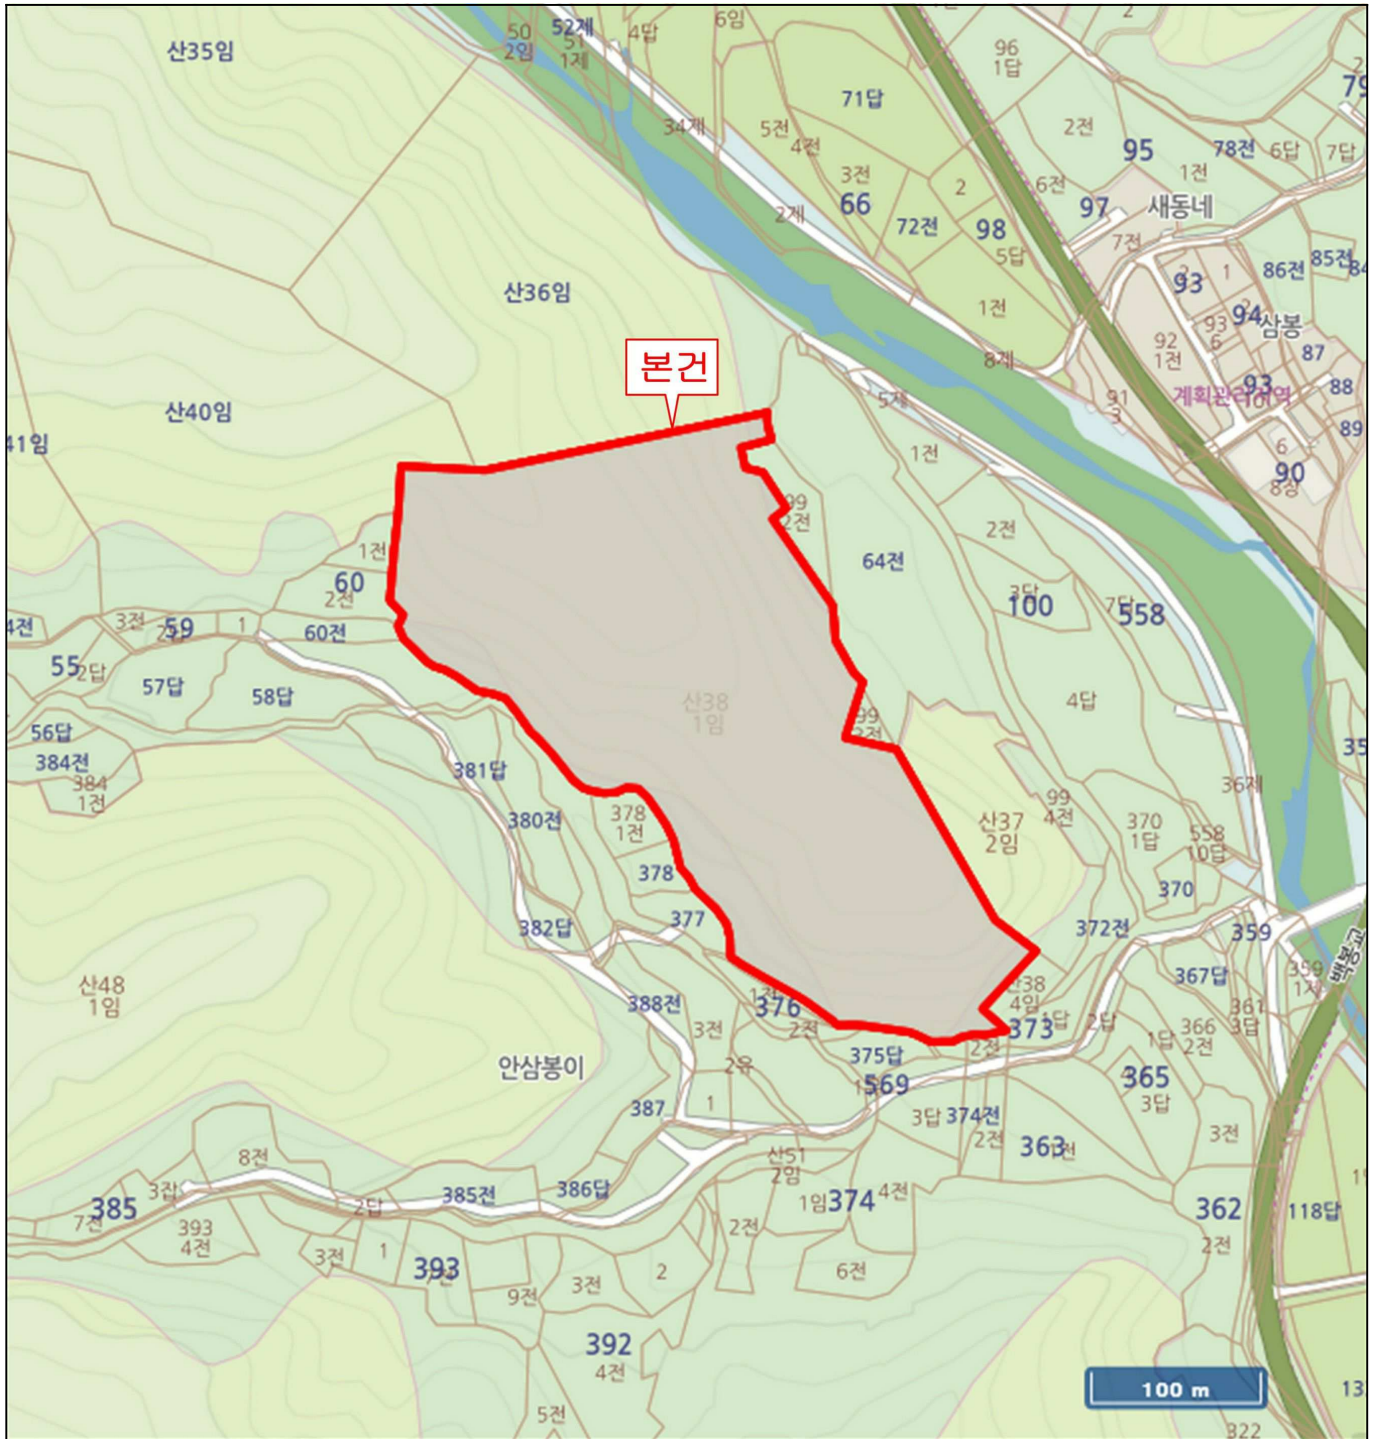 산35임
50
2임
52제
51
1제
4답
6임
96
1답
2
71답
34제
5전
4전
2전
95
78전
6답
7답
3전
1전
66
2
6전
97
새동네
2제
72전
98
5답
7전
산36임
93
1
86전
85전
84
1전
94
삼봉
93
6
92
1전
87
본건
8제
계획관리지역
93
88
91
3
산40임
5제
89
41임
1전
6
90
8상
99
2전
2전
1전
64전
60
2전
3답
100
7답
558
4전
3전
59
1
60전
55
2답
57답
58답
4답
산38
1임
56답
99
384전
381답
384
1전
36제
99
4전
378
1전
380전
산37
2임
370
1답
558
10답
378
370
377
382답
372전
359
백봉교
367답
359
산48
1임
388전
1전
376
2전
4임
373
1답
2답
361
3답
3전
366
2전
1답
안삼봉이
2유
375답
2전
569
365
3답
387
1
3답
374전
2전
363
3전
8전
산51
2임
3잡
385
7전
2답
385전
386답
1임
374
4전
362
2전
118답
393
4전
3전
1
393
2전
2
6전
9전
3전
392
4전
100 m
5전
322